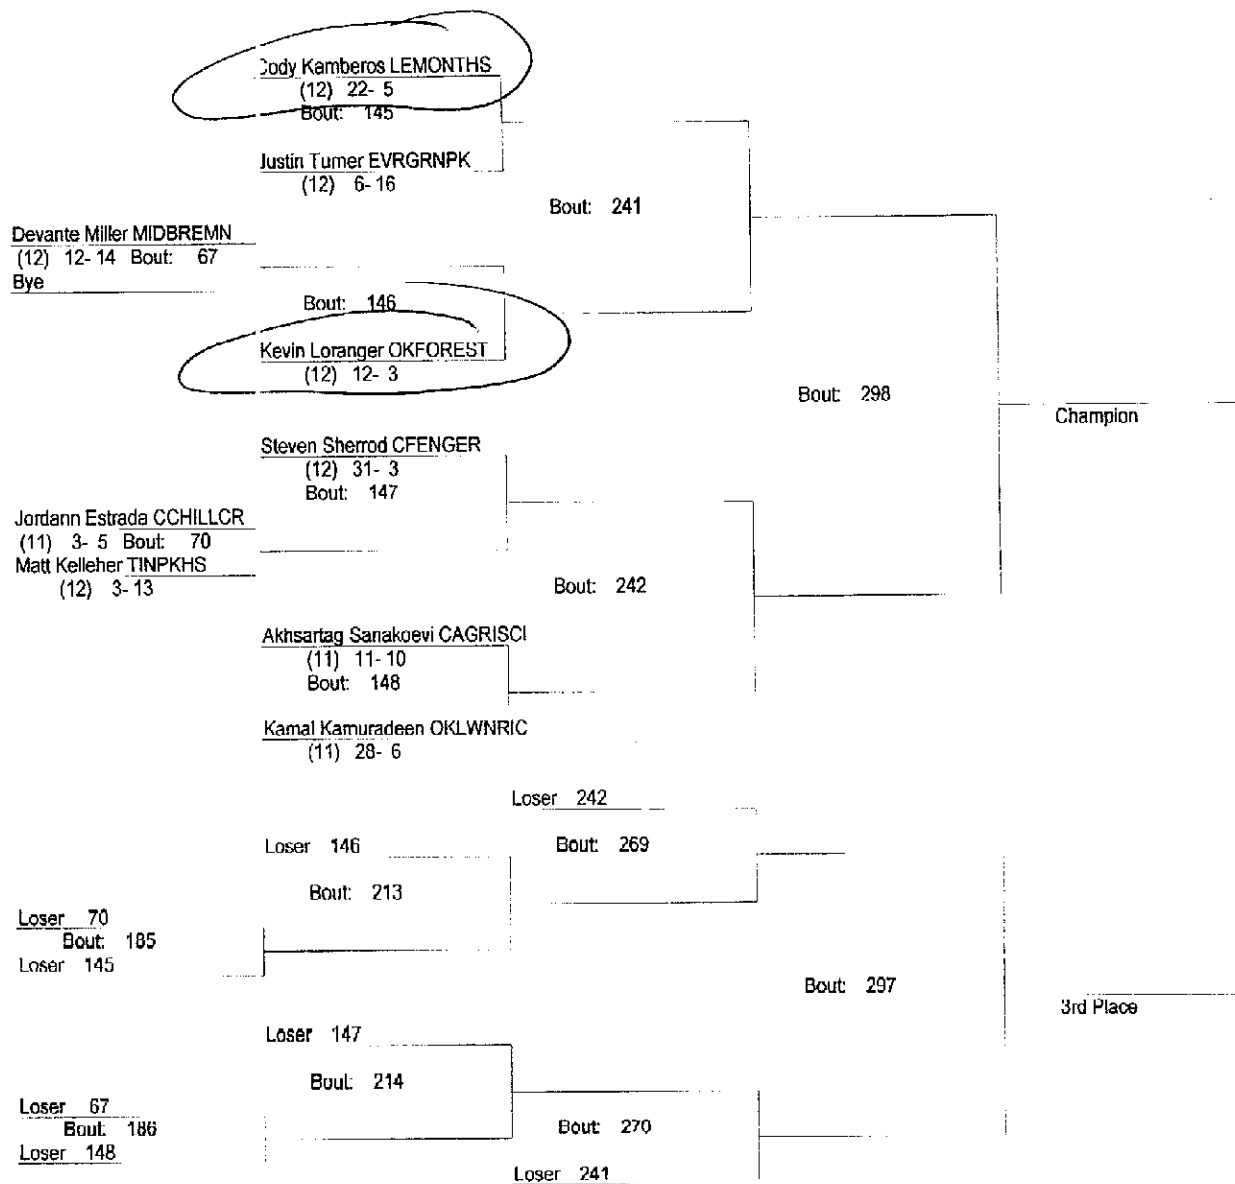 Cody Kamberos LEMONTHS
(12) 22- 5
Bout: 145
Justin Turner EVRGRNPK
(12) 6- 16
Bout: 241
Devante Miller MIDBREMN
(12) 12- 14 Bout: 67
Bye
Bout: 146
Kevin Loranger OKFOREST
(12) 12- 3
Bout: 298
Champion
Steven Sherrod CFENGER
(12) 31- 3
Bout: 147
Jordann Estrada CCHILLCR
(11) 3- 5 Bout: 70
Matt Kelleher TINPKHS
(12) 3- 13
Bout: 242
Akhsartag Sanakoevi CAGRISCI
(11) 11- 10
Bout: 148
Kamal Kamuradeen OKLWNRIC
(11) 28- 6
Loser 242
Loser 146
Bout: 269
Bout: 213
Loser 70
Bout: 185
Loser 145
Bout: 297
3rd Place
Loser 147
Bout: 214
Loser 67
Bout: 186
Loser 148
Bout: 270
Loser 241